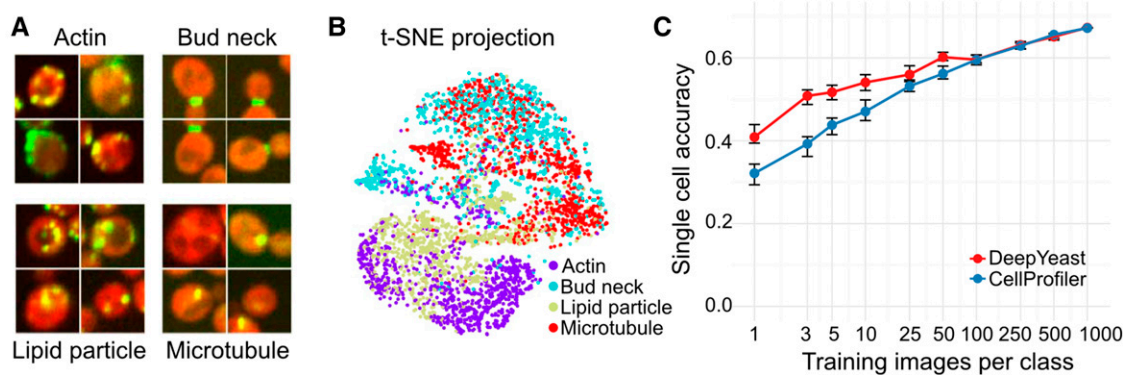 A
Actin
Bud neck
Lipid particle
Microtubule
B
t-SNE projection
Actin
Bud neck
Lipid particle
Microtubule
C
Single cell accuracy
0.6
0.4
0.2
0.0
DeepYeast
CellProfiler
1 3 5 10 25 50 100 250 500 1000
Training images per class